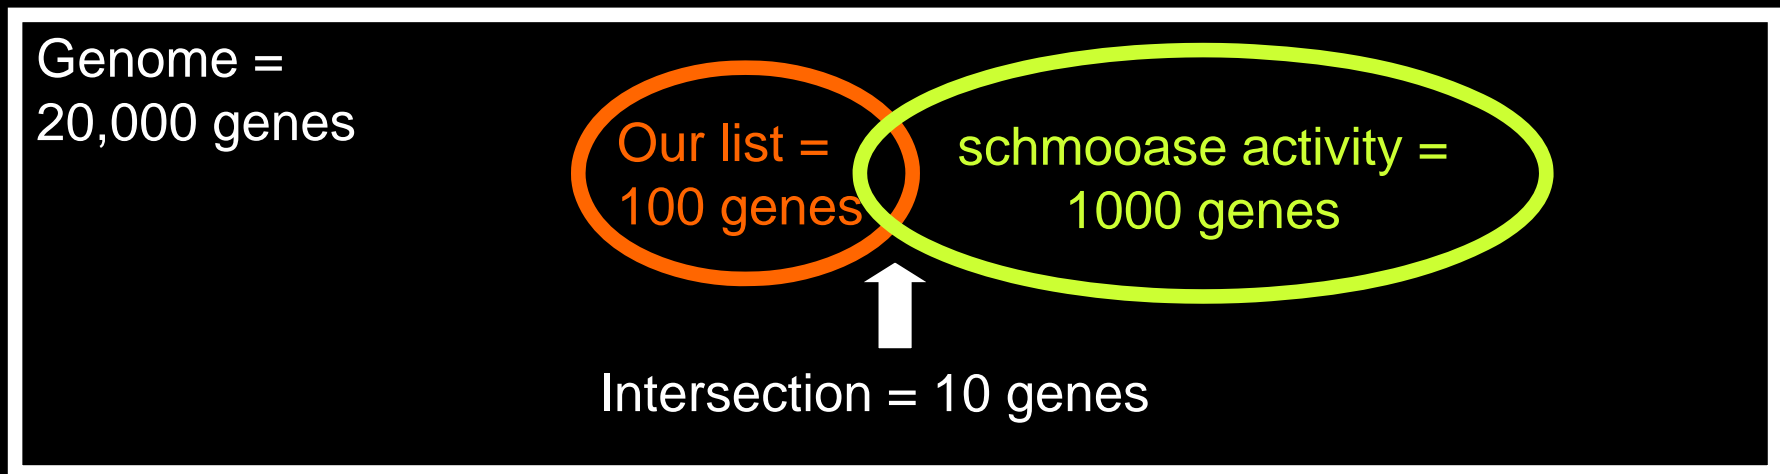 Genome =
20,000 genes
Our list =
100 genes
schmooase activity =
1000 genes
Intersection = 10 genes